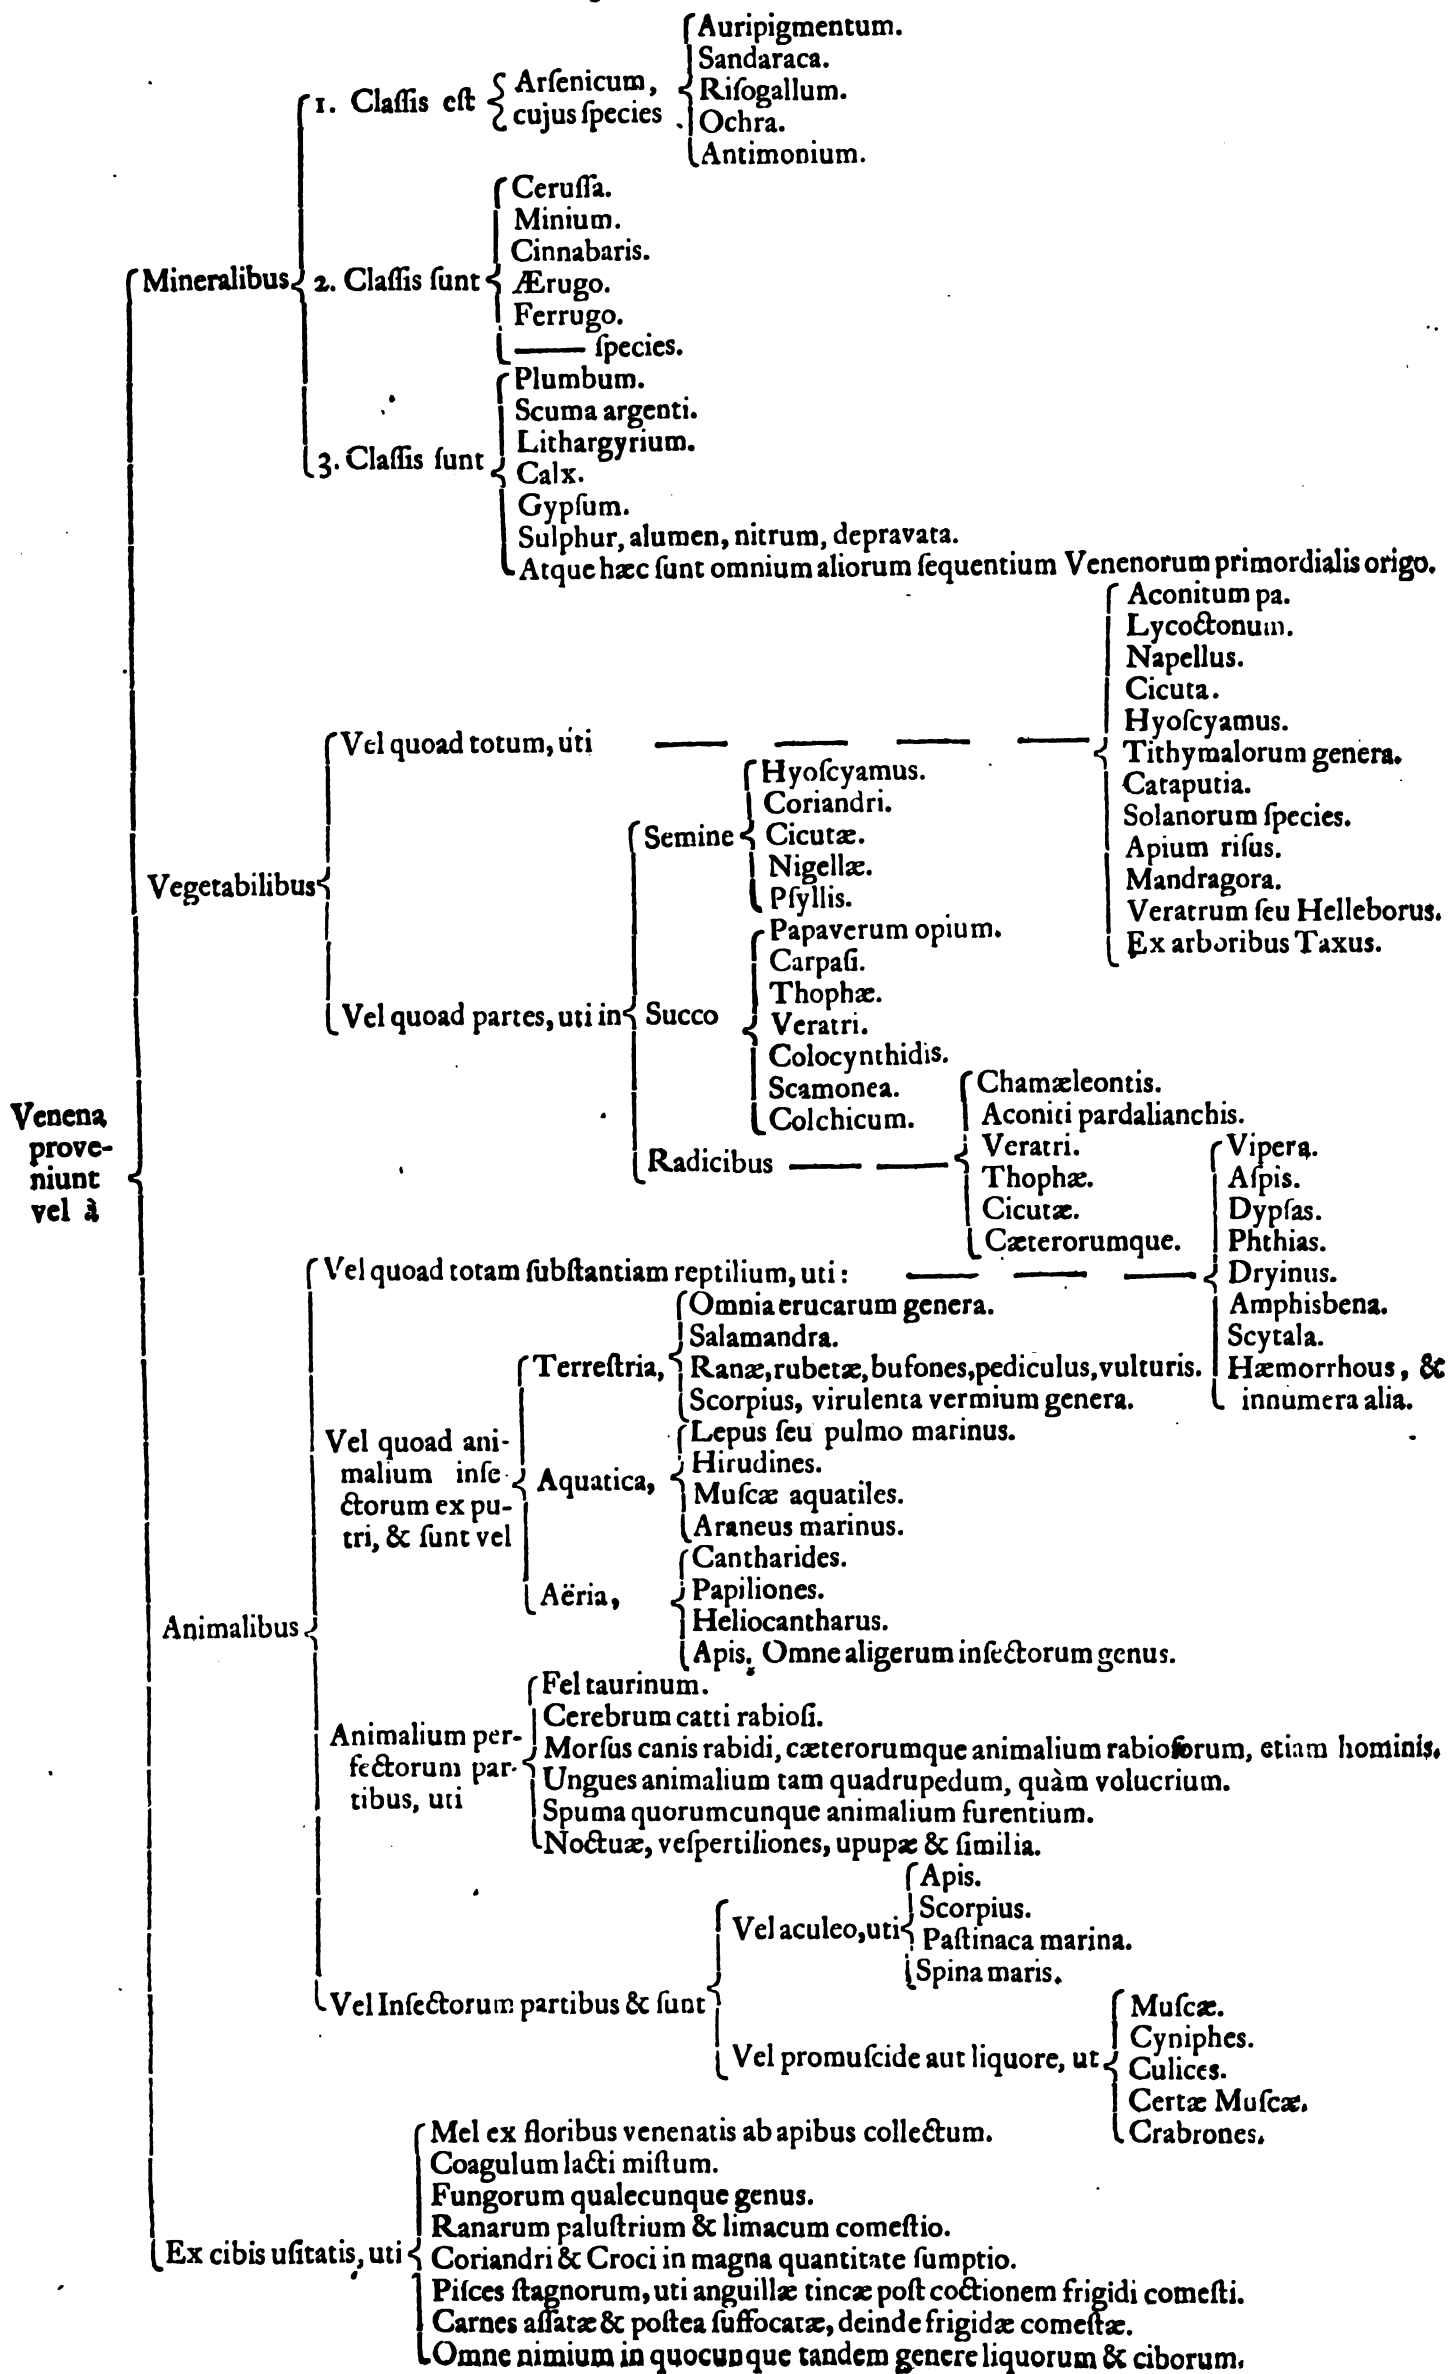 Auripigmentum.
Sandaraca.
1. Claſſis eſt
Arſenicum,
cujus ſpecies
Riſogallum.
Ochra.
Antimonium.
Mineralibus
2. Claſſis ſunt
Ceruſſa.
Minium.
Cinnabaris.
Ærugo.
Ferrugo.
—— ſpecies.
3. Claſſis ſunt
Plumbum.
Scuma argenti.
Lithargyrium.
Calx.
Gypſum.
Sulphur, alumen, nitrum, depravata.
Atque hæc ſunt omnium aliorum ſequentium Venenorum primordialis origo.
Vegetabilibus
Vel quoad totum, uti — — — —
Aconitum pa.
Lycoctonum.
Napellus.
Cicuta.
Hyoſcyamus.
Tithymalorum genera.
Cataputia.
Solanorum ſpecies.
Apium riſus.
Mandragora.
Veratrum ſeu Helleborus.
Ex arboribus Taxus.
Vel quoad partes, uti in
Semine
Hyoſcyamus.
Coriandri.
Cicutæ.
Nigellæ.
Pſyllis.
Succo
Papaverum opium.
Carpaſi.
Thophæ.
Veratri.
Colocynthidis.
Scamonea.
Colchicum.
Radicibus — —
Chamæleontis.
Aconiti pardalianchis.
Veratri.
Thophæ.
Cicutæ.
Cæterorumque.
Venena
prove-
niunt
vel à
Animalibus
Vel quoad totam ſubſtantiam reptilium, uti: — — —
Vipera.
Aſpis.
Dypſas.
Phthias.
Dryinus.
Amphisbena.
Scytala.
Hæmorrhous, &
innumera alia.
Vel quoad ani-
malium inſe-
ctorum ex pu-
tri, & ſunt vel
Terreſtria,
Omnia erucarum genera.
Salamandra.
Ranæ, rubetæ, bufones, pediculus, vulturis.
Scorpius, virulenta vermium genera.
Aquatica,
Lepus ſeu pulmo marinus.
Hirudines.
Muſcæ aquatiles.
Araneus marinus.
Aëria,
Cantharides.
Papiliones.
Heliocantharus.
Apis. Omne aligerum inſectorum genus.
Animalium per-
fectorum par-
tibus, uti
Fel taurinum.
Cerebrum catti rabioſi.
Morſus canis rabidi, cæterorumque animalium rabioſorum, etiam hominis.
Ungues animalium tam quadrupedum, quàm volucrium.
Spuma quorumcunque animalium furentium.
Noctuæ, veſpertiliones, upupæ & ſimilia.
Vel Inſectorum partibus & ſunt
Vel aculeo, uti
Apis.
Scorpius.
Paſtinaca marina.
Spina maris.
Vel promuſcide aut liquore, ut
Muſcæ.
Cyniphes.
Culices.
Certæ Muſcæ.
Crabrones.
Ex cibis uſitatis, uti
Mel ex floribus venenatis ab apibus collectum.
Coagulum lacti miſtum.
Fungorum qualecunque genus.
Ranarum paluſtrium & limacum comeſtio.
Coriandri & Croci in magna quantitate ſumptio.
Piſces ſtagnorum, uti anguillæ tincæ poſt coctionem frigidi comeſti.
Carnes aſſatæ & poſtea ſuffocatæ, deinde frigidæ comeſtæ.
Omne nimium in quocunque tandem genere liquorum & ciborum.